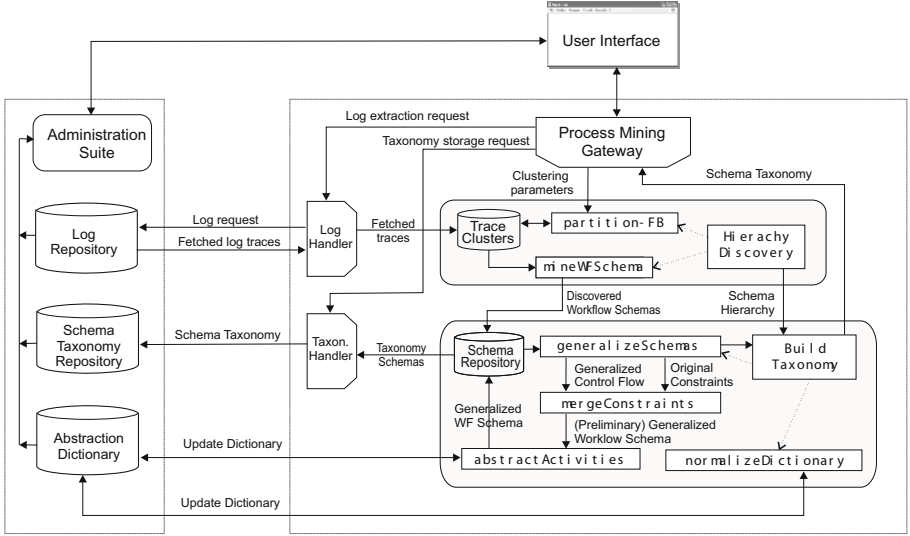 User Interface
Administration
Suite
Log extraction request
Taxonomy storage request
Process Mining
Gateway
Clustering
parameters
Schema Taxonomy
Log
Repository
Log request
Fetched log traces
Log
Handler
Fetched
traces
Trace
Clusters
partition-FB
mineWFSchema
Hierachy
Discovery
Discovered
Workflow Schemas
Schema
Hierarchy
Schema
Taxonomy
Repository
Schema Taxonomy
Taxon.
Handler
Taxonomy
Schemas
Schema
Repository
generalizeSchemas
Build
Taxonomy
Generalized
Control Flow
Original
Constraints
mergeConstraints
Generalized
WF Schema
(Preliminary) Generalized
Worklow Schema
Abstraction
Dictionary
Update Dictionary
abstractActivities
normalizeDictionary
Update Dictionary